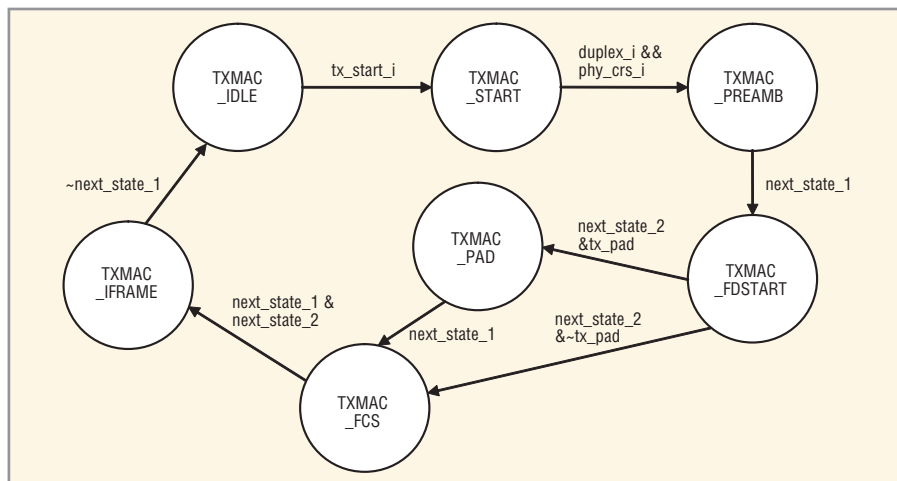 TXMAC
_IDLE
tx_start_i
TXMAC
_START
duplex_i &&
phy_crs_i
TXMAC
_PREAMB
~next_state_1
next_state_1
TXMAC
_IFRAME
TXMAC
_PAD
next_state_2
&tx_pad
TXMAC
_FDSTART
next_state_1 &
next_state_2
next_state_1
next_state_2
&~tx_pad
TXMAC
_FCS